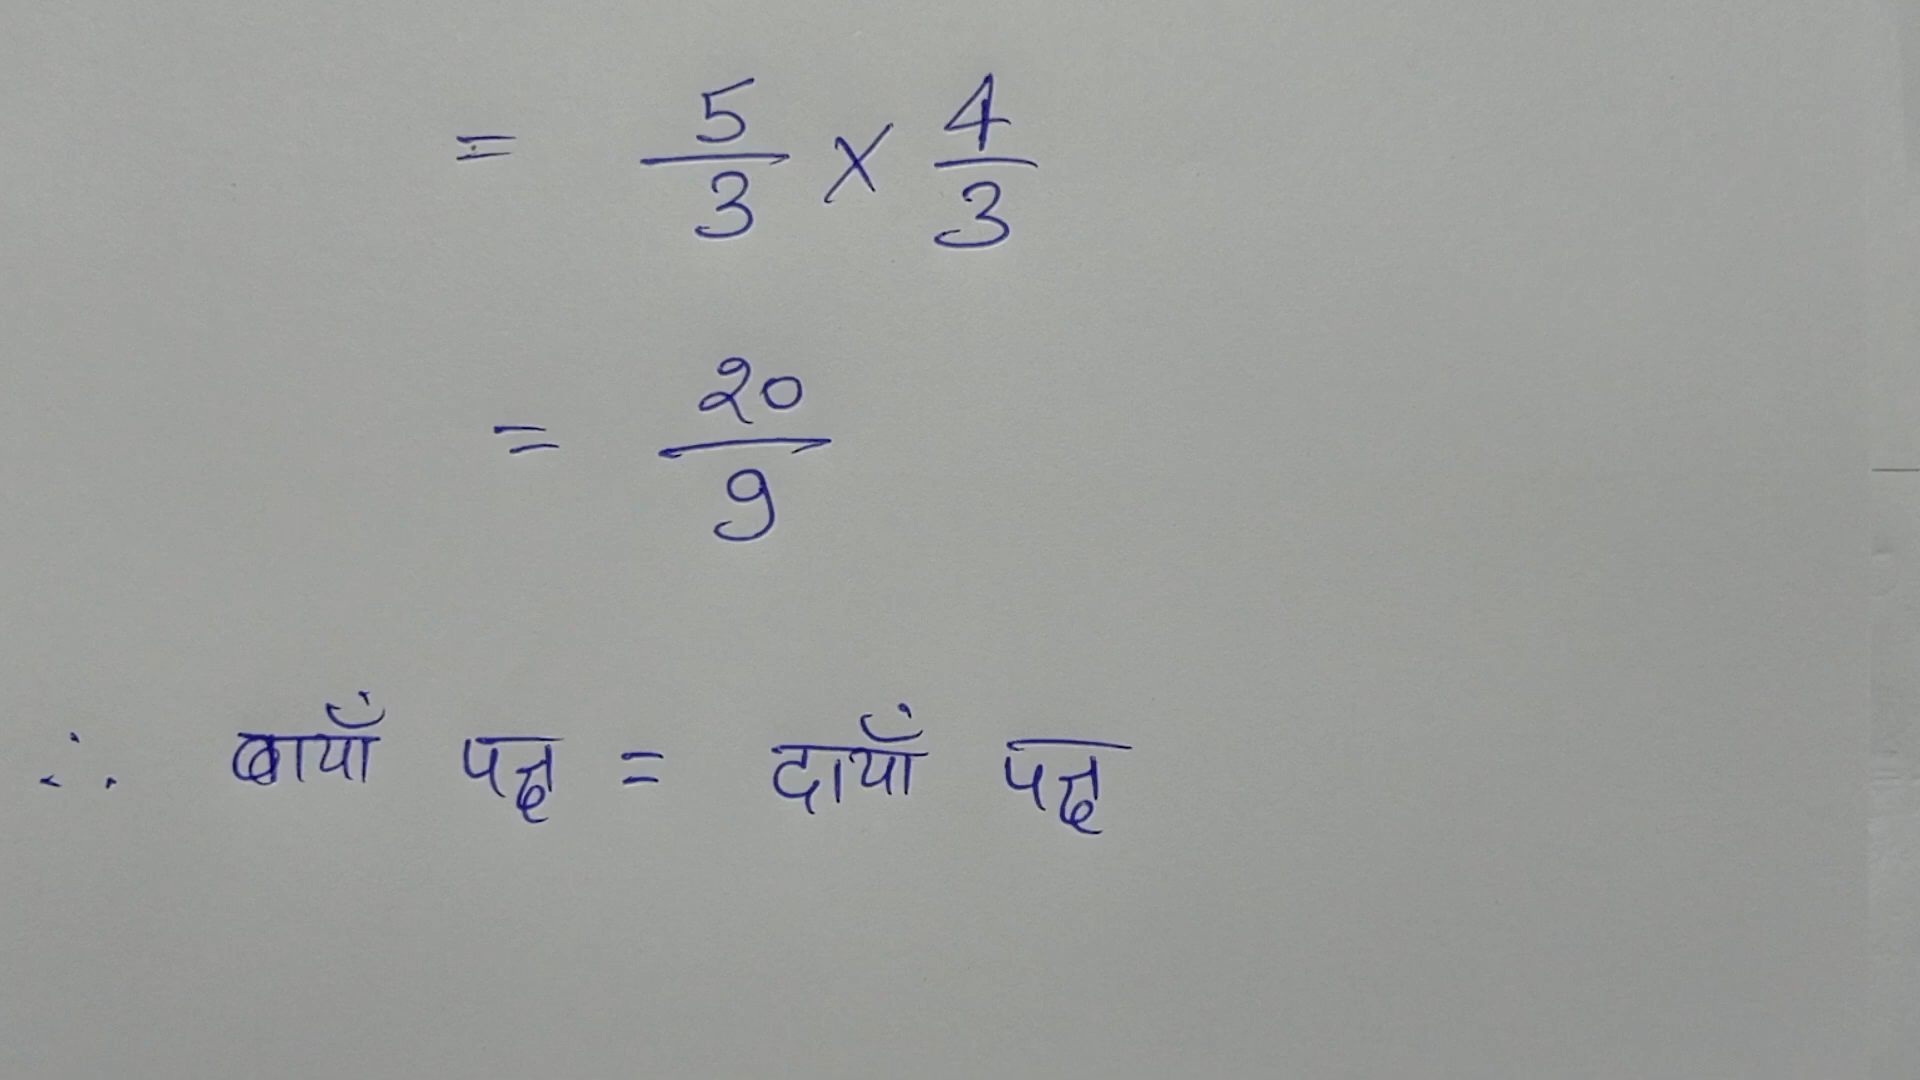 = 5/3 × 4/3
= 20/9
∴ बायाँ पक्ष = दायाँ पक्ष